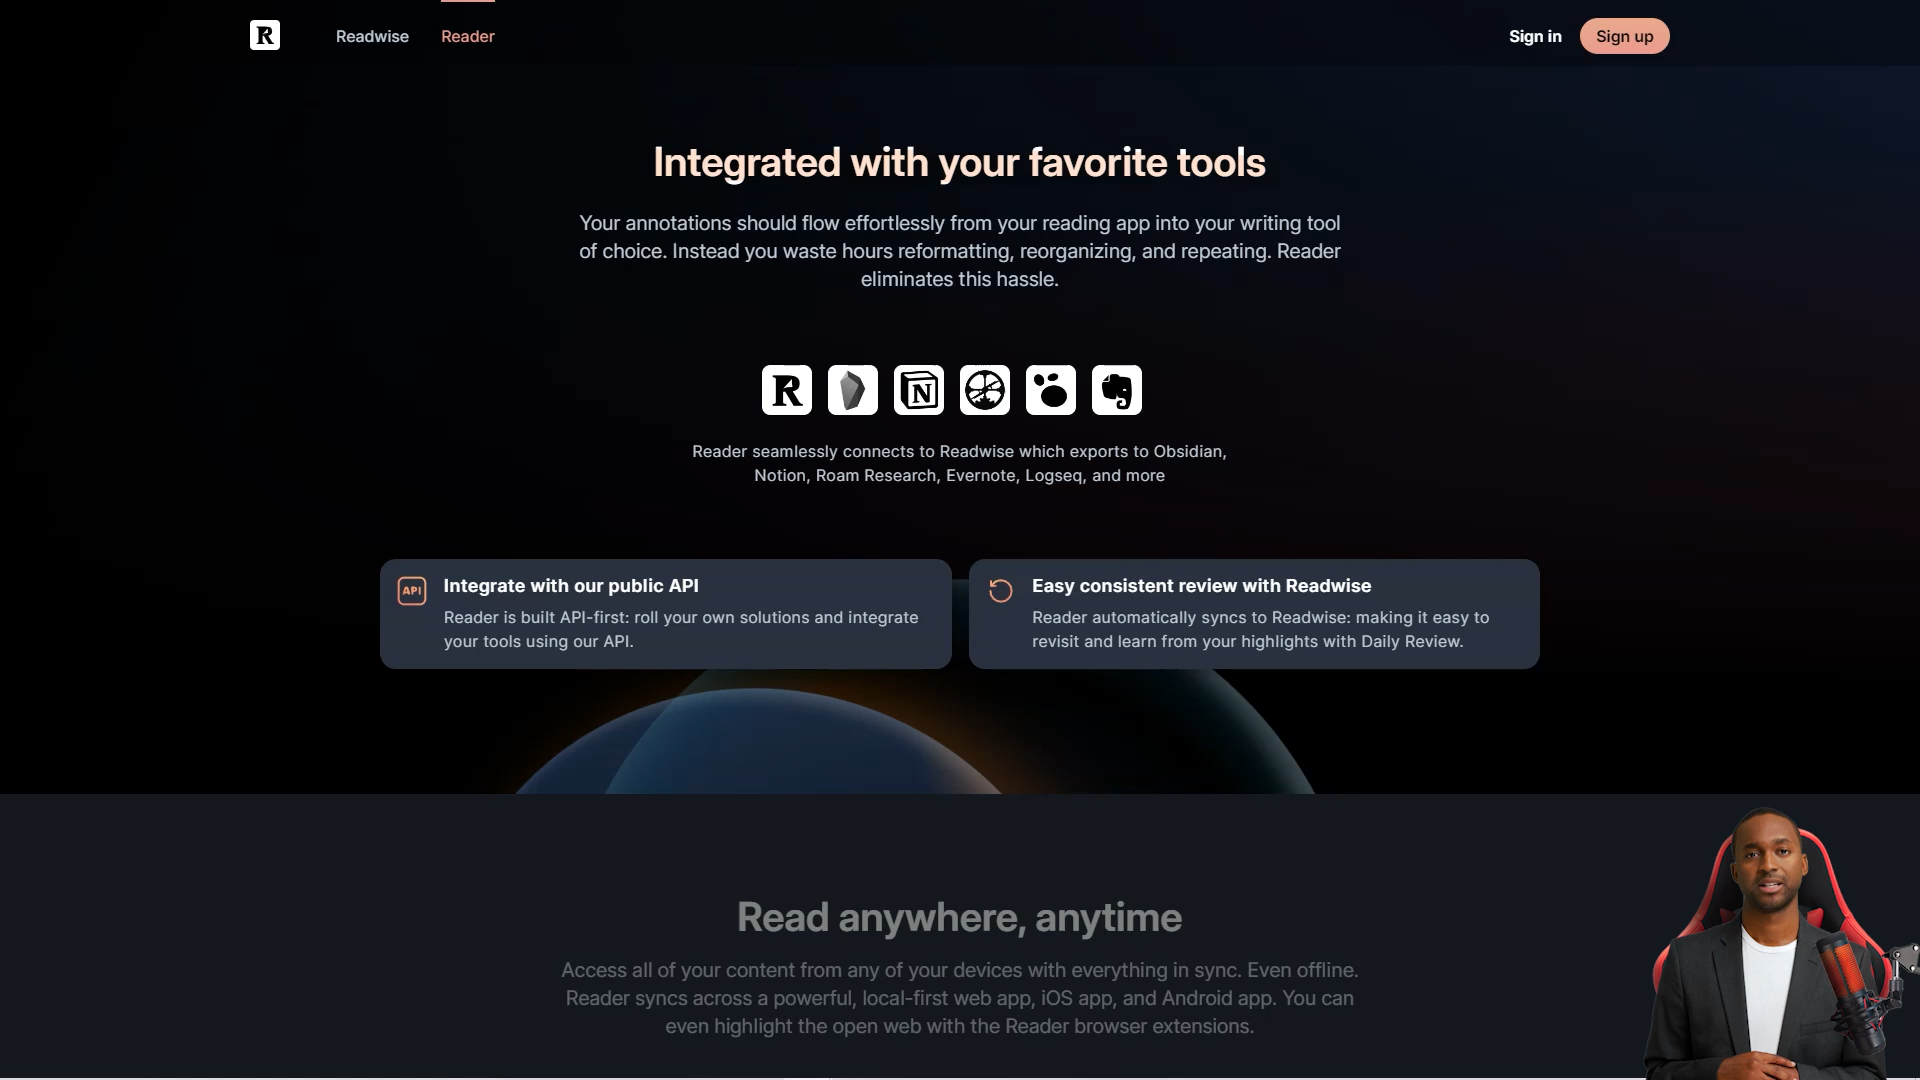 R
Readwise
Reader
Sign in
Sign up
Integrated with your favorite tools
Your annotations should flow effortlessly from your reading app into your writing tool
of choice. Instead you waste hours reformatting, reorganizing, and repeating. Reader
eliminates this hassle.
R
N
Reader seamlessly connects to Readwise which exports to Obsidian,
Notion, Roam Research, Evernote, Logseq, and more
API
Integrate with our public API
Reader is built API-first: roll your own solutions and integrate
your tools using our API.
Easy consistent review with Readwise
Reader automatically syncs to Readwise: making it easy to
revisit and learn from your highlights with Daily Review.
Read anywhere, anytime
Access all of your content from any of your devices with everything in sync. Even offline.
Reader syncs across a powerful, local-first web app, iOS app, and Android app. You can
even highlight the open web with the Reader browser extensions.